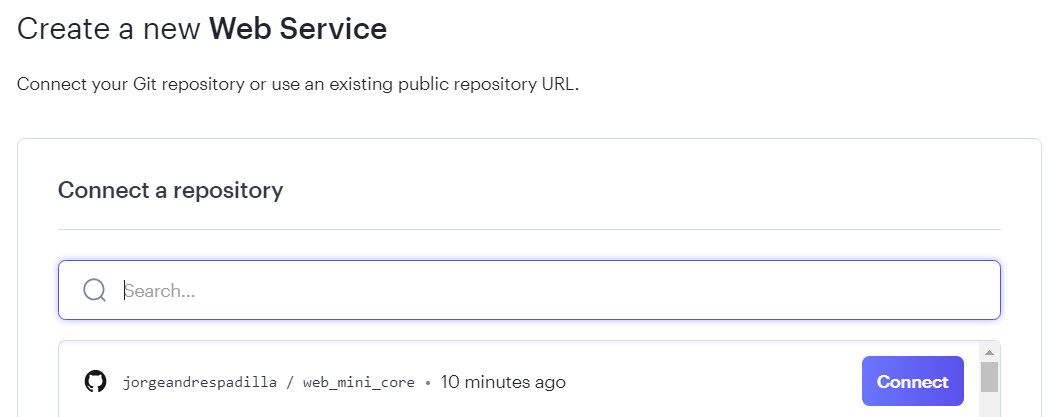 Create a new Web Service
Connect your Git repository or use an existing public repository URL.
Connect a repository
Search...
jorgeandrespadilla / web_mini_core • 10 minutes ago Connect